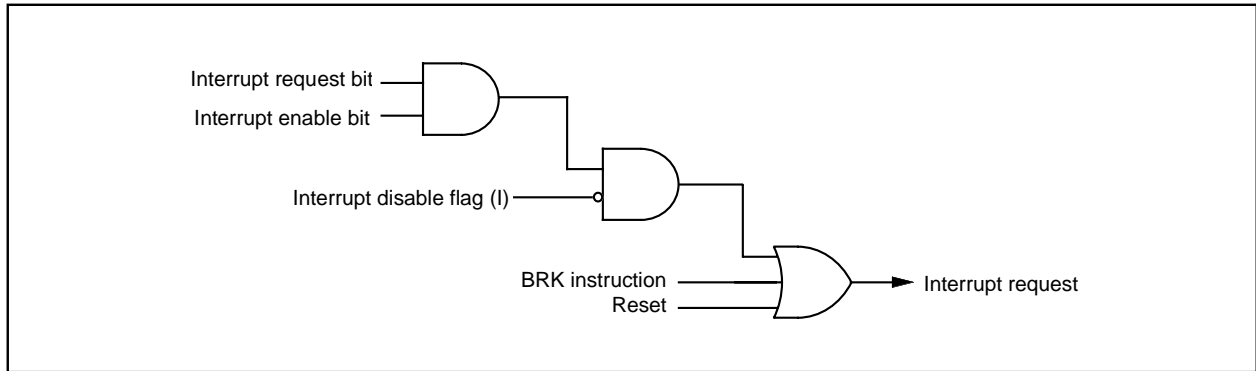 Interrupt request bit
Interrupt enable bit
Interrupt disable flag (I)
BRK instruction
Reset
Interrupt request